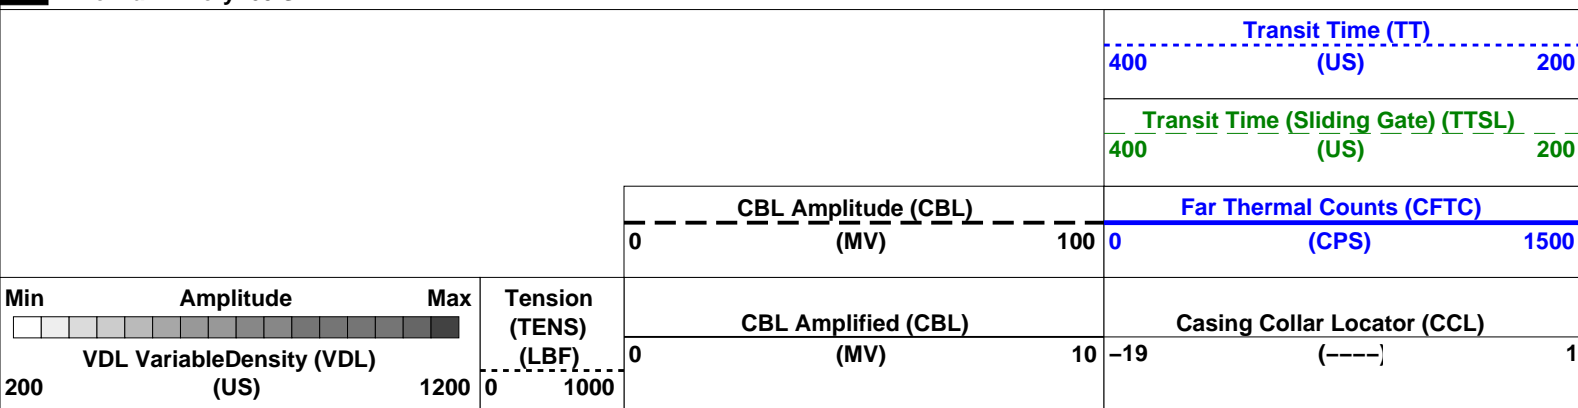 Transit Time (TT)
400 (US) 200
Transit Time (Sliding Gate) (TTSL)
400 (US) 200
CBL Amplitude (CBL)
0 (MV) 100
Far Thermal Counts (CFTC)
0 (CPS) 1500
Min Amplitude Max
VDL VariableDensity (VDL)
200 (US) 1200
Tension
(TENS)
(LBF)
0 1000
CBL Amplified (CBL)
0 (MV) 10
Casing Collar Locator (CCL)
−19 (−−−−) 1